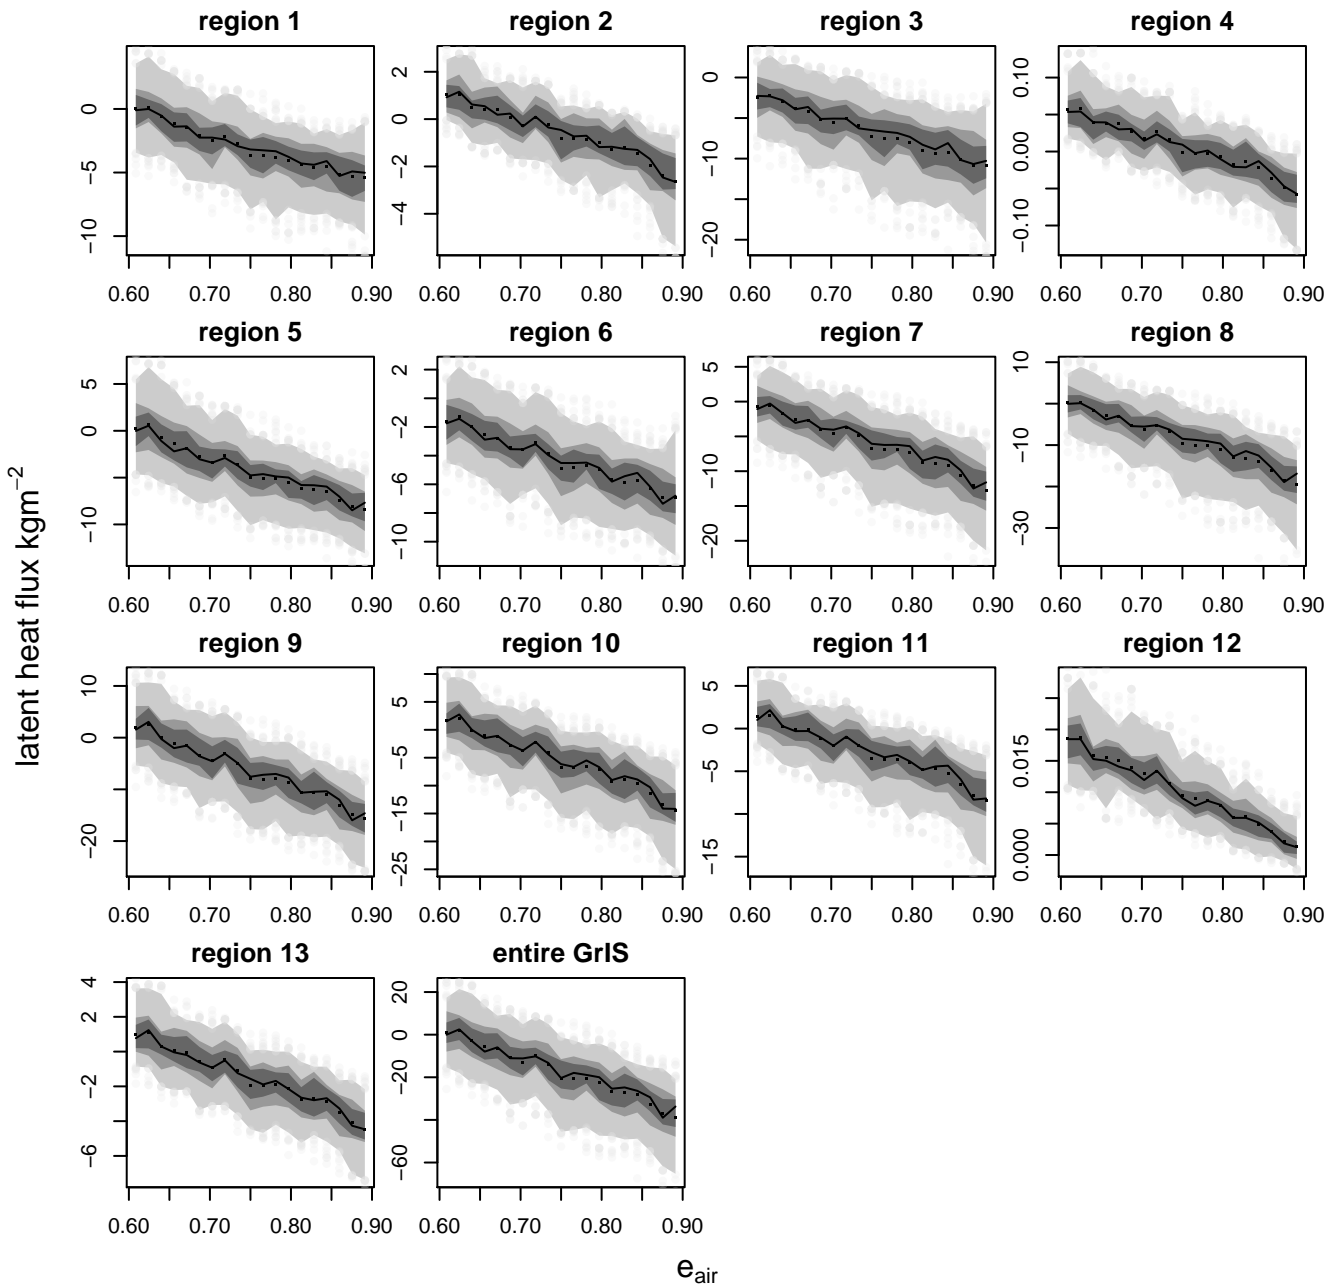 region 1 region 2 region 3 region 4
0 −5 −10
2 0 −2 −4
0 −10 −20
0.10 0.00 −0.10
0.60 0.70 0.80 0.90 0.60 0.70 0.80 0.90 0.60 0.70 0.80 0.90 0.60 0.70 0.80 0.90
region 5 region 6 region 7 region 8
5 0 −10
2 −2 −6 −10
5 0 −10 −20
10 −10 −30
0.60 0.70 0.80 0.90 0.60 0.70 0.80 0.90 0.60 0.70 0.80 0.90 0.60 0.70 0.80 0.90
latent heat flux kgm⁻²
region 9 region 10 region 11 region 12
10 0 −20
5 −5 −15 −25
5 0 −5 −15
0.015 0.000
0.60 0.70 0.80 0.90 0.60 0.70 0.80 0.90 0.60 0.70 0.80 0.90 0.60 0.70 0.80 0.90
region 13 entire GrIS
4 2 −2 −6
20 0 −20 −60
0.60 0.70 0.80 0.90 0.60 0.70 0.80 0.90
e_air